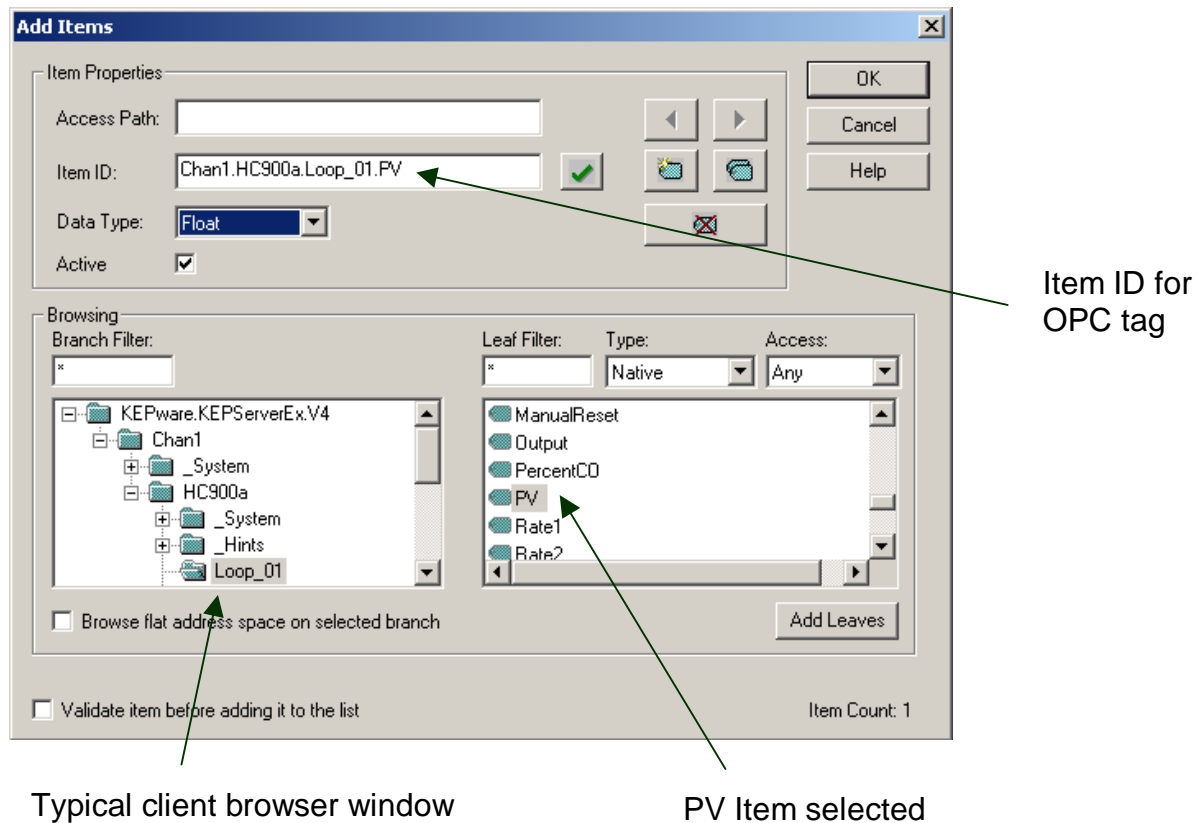 Add Items
Item Properties
OK
Access Path:
Cancel
Item ID: Chan1.HC900a.Loop_01.PV
Help
Data Type: Float
Active
Item ID for
OPC tag
Browsing
Branch Filter: Leaf Filter: Type: Access:
* * Native Any
KEPware.KEPServerEx.V4
Chan1
_System
HC900a
_System
_Hints
Loop_01
ManualReset
Output
PercentCO
PV
Rate1
Rate2
Browse flat address space on selected branch
Add Leaves
Validate item before adding it to the list
Item Count: 1
Typical client browser window
PV Item selected